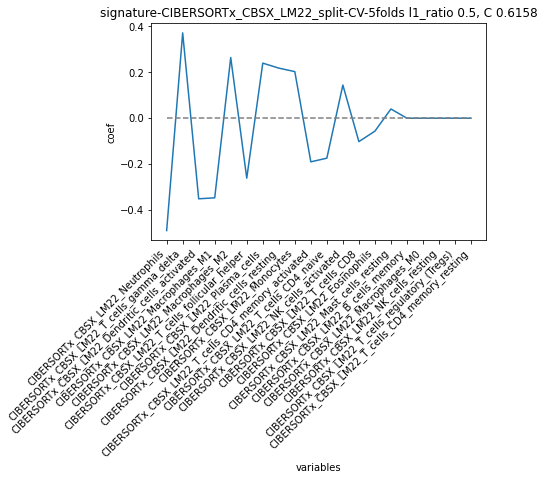 signature-CIBERSORTx_CBSX_LM22_split-CV-5folds l1_ratio 0.5, C 0.6158
0.4
0.2
0.0
−0.2
−0.4
coef
CIBERSORTx_CBSX_LM22_Neutrophils
CIBERSORTx_CBSX_LM22_T_cells_gamma_delta
CIBERSORTx_CBSX_LM22_Dendritic_cells_activated
CIBERSORTx_CBSX_LM22_Macrophages_M1
CIBERSORTx_CBSX_LM22_Macrophages_M2
CIBERSORTx_CBSX_LM22_T_cells_follicular_helper
CIBERSORTx_CBSX_LM22_Plasma_cells
CIBERSORTx_CBSX_LM22_Dendritic_cells_resting
CIBERSORTx_CBSX_LM22_Monocytes
CIBERSORTx_CBSX_LM22_T_cells_CD4_memory_activated
CIBERSORTx_CBSX_LM22_T_cells_CD4_naive
CIBERSORTx_CBSX_LM22_NK_cells_activated
CIBERSORTx_CBSX_LM22_T_cells_CD8
CIBERSORTx_CBSX_LM22_Eosinophils
CIBERSORTx_CBSX_LM22_Mast_cells_resting
CIBERSORTx_CBSX_LM22_B_cells_memory
CIBERSORTx_CBSX_LM22_Macrophages_M0
CIBERSORTx_CBSX_LM22_NK_cells_resting
CIBERSORTx_CBSX_LM22_T_cells_regulatory (Tregs)
CIBERSORTx_CBSX_LM22_T_cells_CD4_memory_resting
variables